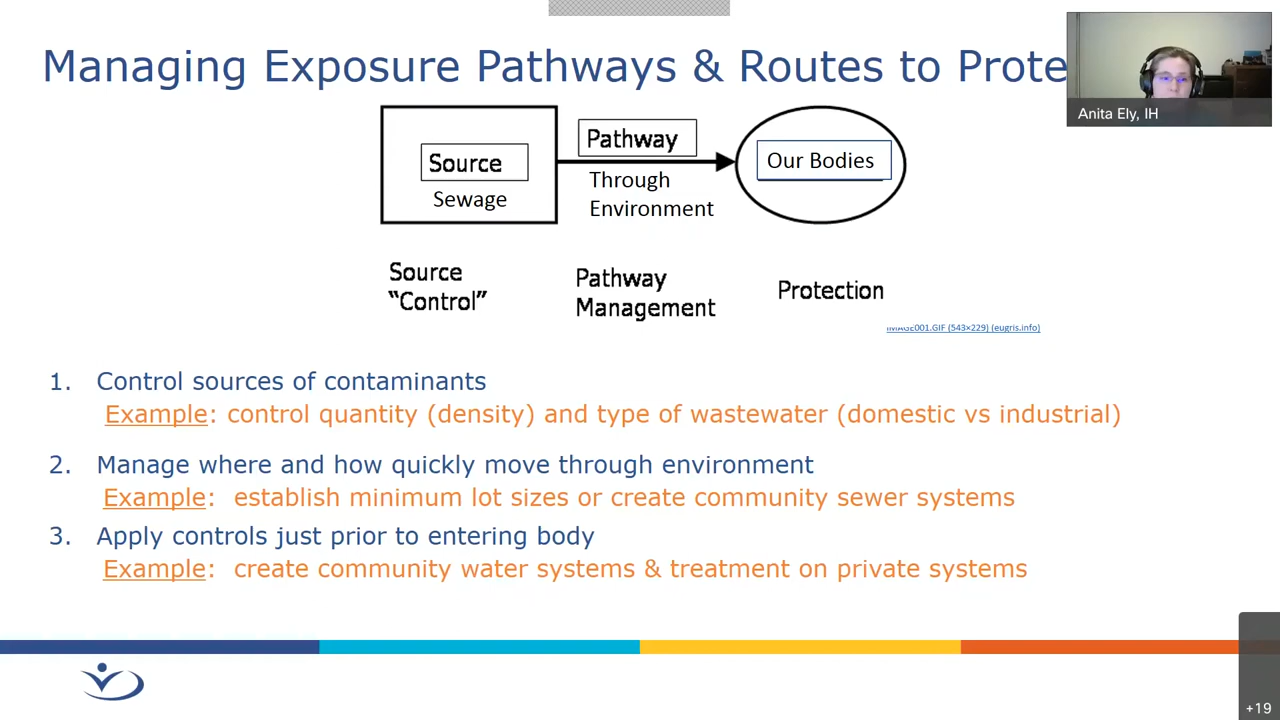 Managing Exposure Pathways & Routes to Prote
Anita Ely, IH
Source
Sewage
Pathway
Through
Environment
Our Bodies
Source
“Control”
Pathway
Management
Protection
IMAGE001.GIF (543×229) (eugris.info)
1. Control sources of contaminants
Example: control quantity (density) and type of wastewater (domestic vs industrial)
2. Manage where and how quickly move through environment
Example: establish minimum lot sizes or create community sewer systems
3. Apply controls just prior to entering body
Example: create community water systems & treatment on private systems
+19